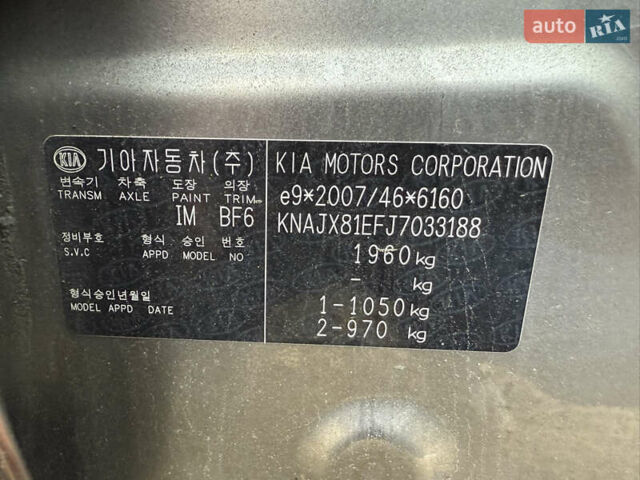 auto RIA
.com
KIA 기아자동차(주)
변속기 차축 도장 의장
TRANSM AXLE PAINT TRIM
IM BF6
정비부호 형식 승인 번호
S.V.C APPD MODEL NO
형식승인년월일
MODEL APPD DATE
KIA MOTORS CORPORATION
e9*2007/46*6160
KNAJX81EFJ7033188
1960 kg
- kg
1-1050 kg
2-970 kg